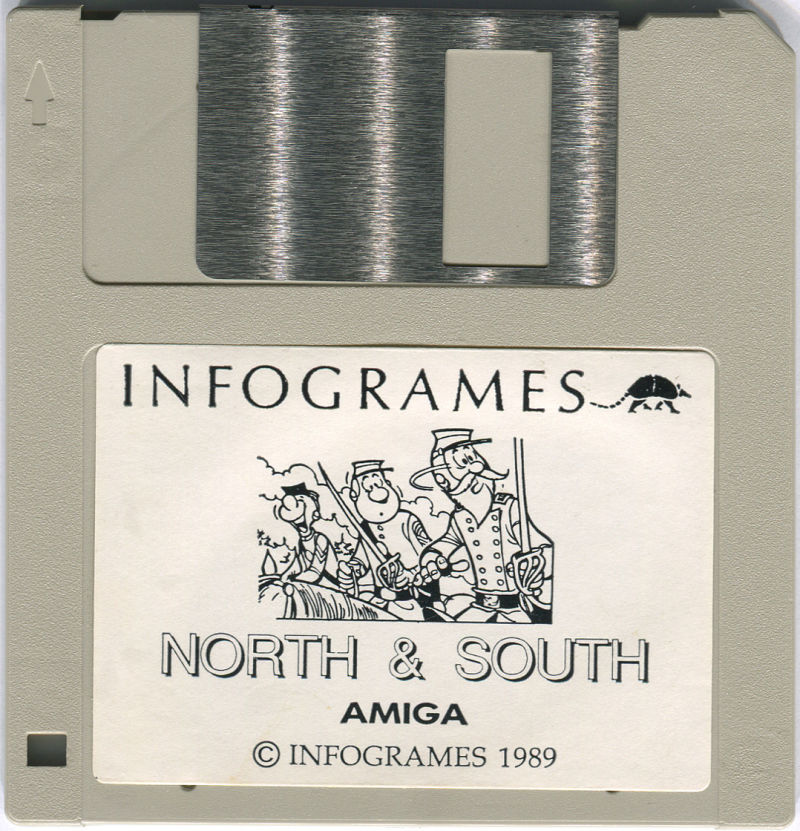 INFOGRAMES
NORTH & SOUTH
AMIGA
© INFOGRAMES 1989